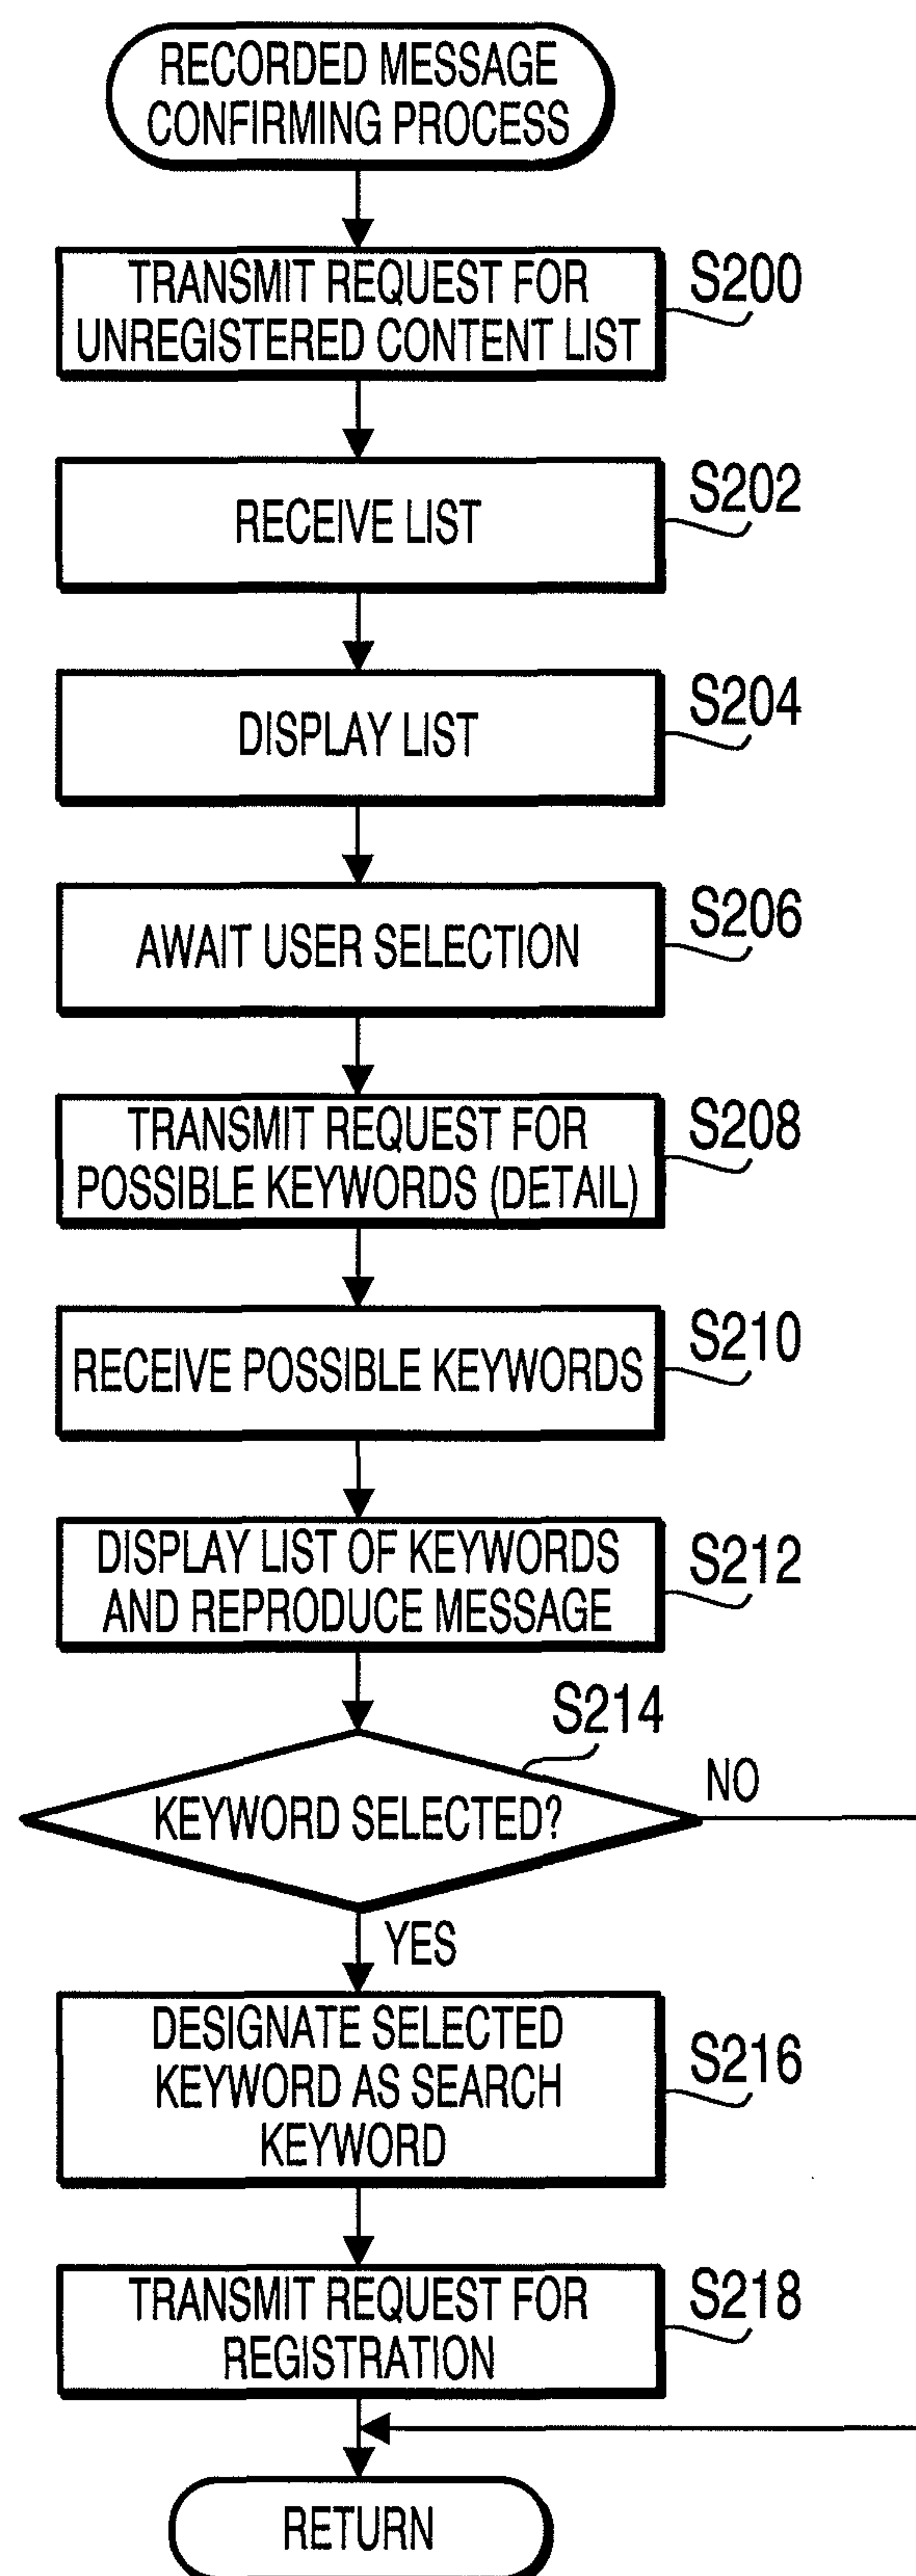 RECORDED MESSAGE
CONFIRMING PROCESS
TRANSMIT REQUEST FOR
UNREGISTERED CONTENT LIST
S200
RECEIVE LIST
S202
DISPLAY LIST
S204
AWAIT USER SELECTION
S206
TRANSMIT REQUEST FOR
POSSIBLE KEYWORDS (DETAIL)
S208
RECEIVE POSSIBLE KEYWORDS
S210
DISPLAY LIST OF KEYWORDS
AND REPRODUCE MESSAGE
S212
S214
KEYWORD SELECTED?
NO
YES
DESIGNATE SELECTED
KEYWORD AS SEARCH
KEYWORD
S216
TRANSMIT REQUEST FOR
REGISTRATION
S218
RETURN